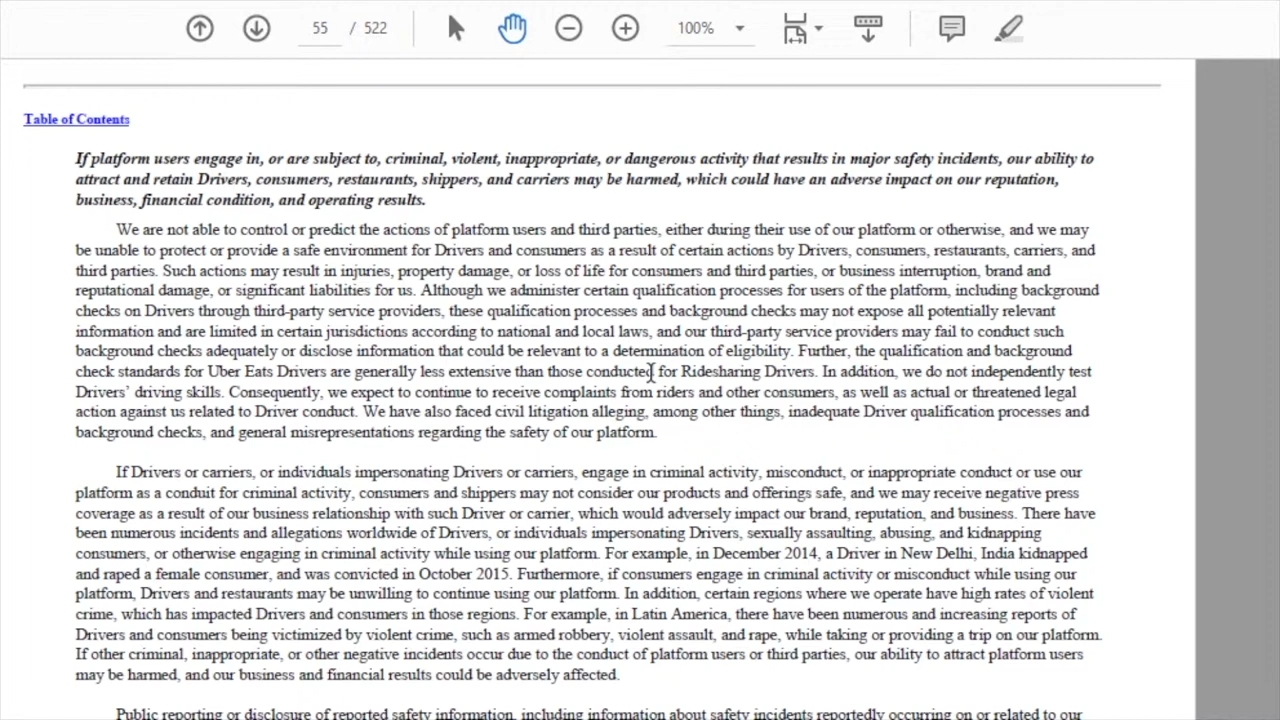 55 / 522 100%
Table of Contents
If platform users engage in, or are subject to, criminal, violent, inappropriate, or dangerous activity that results in major safety incidents, our ability to
attract and retain Drivers, consumers, restaurants, shippers, and carriers may be harmed, which could have an adverse impact on our reputation,
business, financial condition, and operating results.
We are not able to control or predict the actions of platform users and third parties, either during their use of our platform or otherwise, and we may
be unable to protect or provide a safe environment for Drivers and consumers as a result of certain actions by Drivers, consumers, restaurants, carriers, and
third parties. Such actions may result in injuries, property damage, or loss of life for consumers and third parties, or business interruption, brand and
reputational damage, or significant liabilities for us. Although we administer certain qualification processes for users of the platform, including background
checks on Drivers through third-party service providers, these qualification processes and background checks may not expose all potentially relevant
information and are limited in certain jurisdictions according to national and local laws, and our third-party service providers may fail to conduct such
background checks adequately or disclose information that could be relevant to a determination of eligibility. Further, the qualification and background
check standards for Uber Eats Drivers are generally less extensive than those conducted for Ridesharing Drivers. In addition, we do not independently test
Drivers’ driving skills. Consequently, we expect to continue to receive complaints from riders and other consumers, as well as actual or threatened legal
action against us related to Driver conduct. We have also faced civil litigation alleging, among other things, inadequate Driver qualification processes and
background checks, and general misrepresentations regarding the safety of our platform.
If Drivers or carriers, or individuals impersonating Drivers or carriers, engage in criminal activity, misconduct, or inappropriate conduct or use our
platform as a conduit for criminal activity, consumers and shippers may not consider our products and offerings safe, and we may receive negative press
coverage as a result of our business relationship with such Driver or carrier, which would adversely impact our brand, reputation, and business. There have
been numerous incidents and allegations worldwide of Drivers, or individuals impersonating Drivers, sexually assaulting, abusing, and kidnapping
consumers, or otherwise engaging in criminal activity while using our platform. For example, in December 2014, a Driver in New Delhi, India kidnapped
and raped a female consumer, and was convicted in October 2015. Furthermore, if consumers engage in criminal activity or misconduct while using our
platform, Drivers and restaurants may be unwilling to continue using our platform. In addition, certain regions where we operate have high rates of violent
crime, which has impacted Drivers and consumers in those regions. For example, in Latin America, there have been numerous and increasing reports of
Drivers and consumers being victimized by violent crime, such as armed robbery, violent assault, and rape, while taking or providing a trip on our platform.
If other criminal, inappropriate, or other negative incidents occur due to the conduct of platform users or third parties, our ability to attract platform users
may be harmed, and our business and financial results could be adversely affected.
Public reporting or disclosure of reported safety information, including information about safety incidents reportedly occurring on or related to our